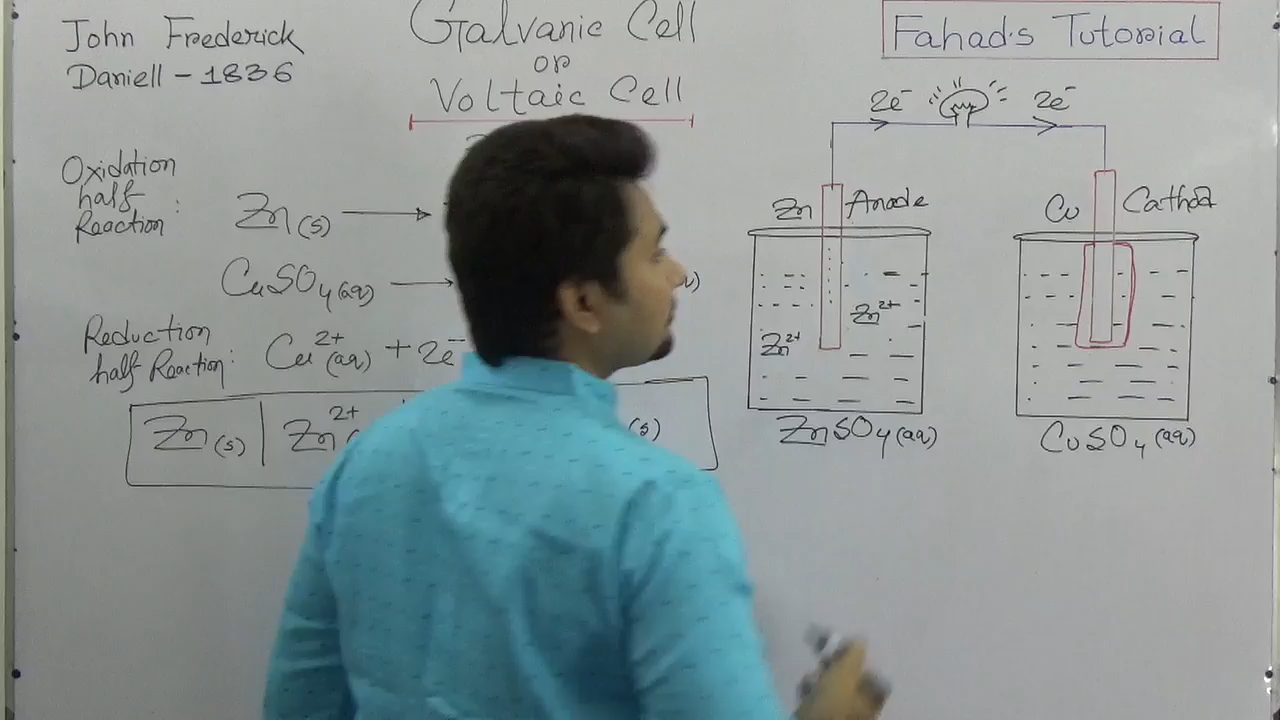 John Frederick
Daniell - 1836
Galvanic Cell
or
Voltaic Cell
Fahad's Tutorial
2e⁻ 2e⁻
Oxidation
half
Reaction :
Zn(s) →
CuSO₄(aq) →
Reduction
half Reaction:
Cu²⁺(aq) + 2e⁻
Zn(s) | Zn²⁺ (s)
Zn Anode
Zn²⁺
Zn²⁺
ZnSO₄(aq)
Cu Cathod
CuSO₄(aq)